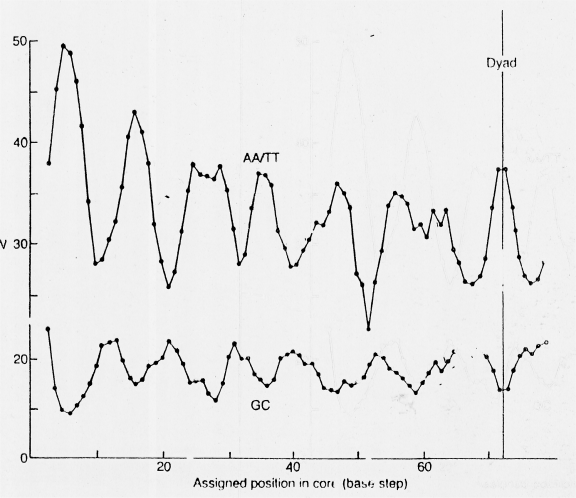 50
Dyad
40
AA/TT
N 30
20
GC
0
20 40 60
Assigned position in core (base step)